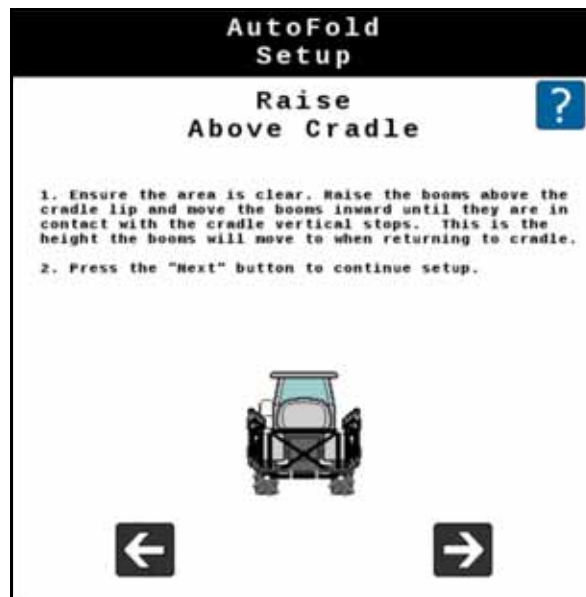 AutoFold
Setup
Raise
Above Cradle
?
1. Ensure the area is clear. Raise the booms above the
cradle lip and move the booms inward until they are in
contact with the cradle vertical stops. This is the
height the booms will move to when returning to cradle.
2. Press the "Next" button to continue setup.